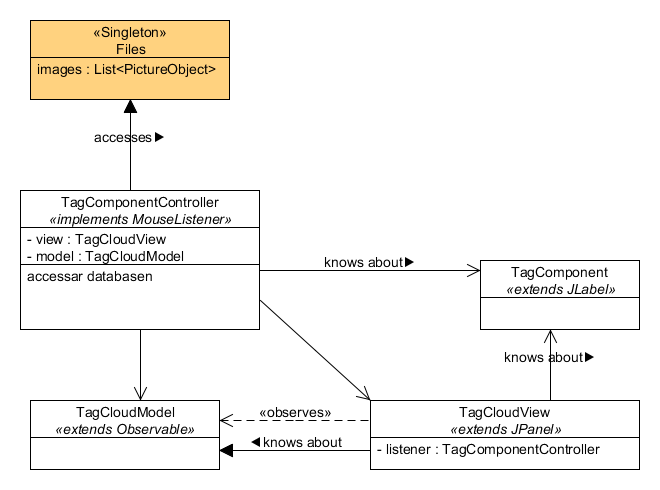 «Singleton»
Files
images : List<PictureObject>
accesses
TagComponentController
«implements MouseListener»
- view : TagCloudView
- model : TagCloudModel
accessar databasen
knows about
TagComponent
«extends JLabel»
knows about
TagCloudModel
«extends Observable»
«observes»
knows about
TagCloudView
«extends JPanel»
- listener : TagComponentController